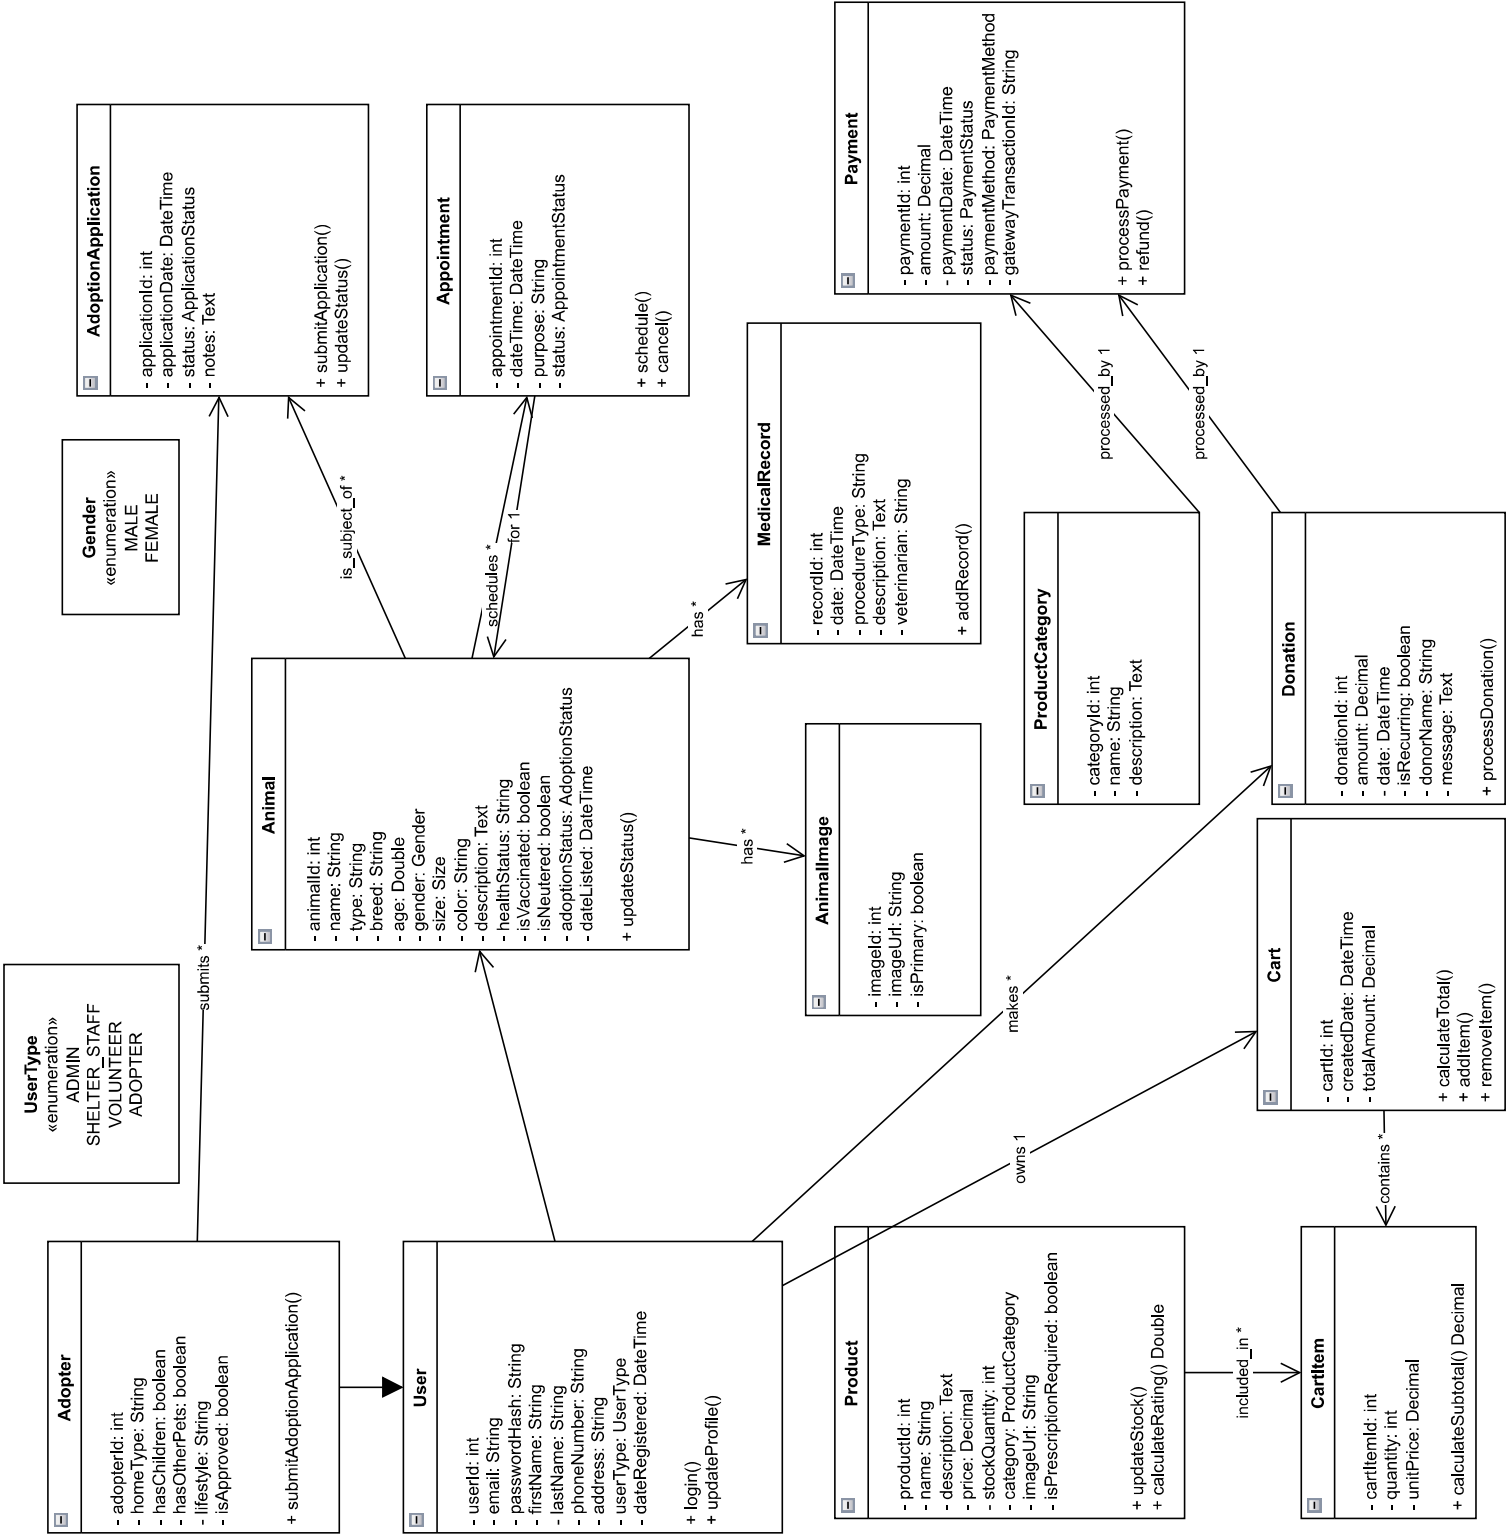 Adopter
- adopterId: int
- homeType: String
- hasChildren: boolean
- hasOtherPets: boolean
- lifestyle: String
- isApproved: boolean
+ submitAdoptionApplication()
UserType
«enumeration»
ADMIN
SHELTER_STAFF
VOLUNTEER
ADOPTER
submits *
Gender
«enumeration»
MALE
FEMALE
AdoptionApplication
- applicationId: int
- applicationDate: DateTime
- status: ApplicationStatus
- notes: Text
+ submitApplication()
+ updateStatus()
is_subject_of *
User
- userId: int
- email: String
- passwordHash: String
- firstName: String
- lastName: String
- phoneNumber: String
- address: String
- userType: UserType
- dateRegistered: DateTime
+ login()
+ updateProfile()
Animal
- animalId: int
- name: String
- type: String
- breed: String
- age: Double
- gender: Gender
- size: Size
- color: String
- description: Text
- healthStatus: String
- isVaccinated: boolean
- isNeutered: boolean
- adoptionStatus: AdoptionStatus
- dateListed: DateTime
+ updateStatus()
schedules *
for 1
Appointment
- appointmentId: int
- dateTime: DateTime
- purpose: String
- status: AppointmentStatus
+ schedule()
+ cancel()
has *
has *
MedicalRecord
- recordId: int
- date: DateTime
- procedureType: String
- description: Text
- veterinarian: String
+ addRecord()
AnimalImage
- imageId: int
- imageUrl: String
- isPrimary: boolean
Payment
- paymentId: int
- amount: Decimal
- paymentDate: DateTime
- status: PaymentStatus
- paymentMethod: PaymentMethod
- gatewayTransactionId: String
+ processPayment()
+ refund()
processed_by 1
processed_by 1
makes *
owns 1
Product
- productId: int
- name: String
- description: Text
- price: Decimal
- stockQuantity: int
- category: ProductCategory
- imageUrl: String
- isPrescriptionRequired: boolean
+ updateStock()
+ calculateRating() Double
ProductCategory
- categoryId: int
- name: String
- description: Text
included_in *
Cart
- cartId: int
- createdDate: DateTime
- totalAmount: Decimal
+ calculateTotal()
+ addItem()
+ removeItem()
Donation
- donationId: int
- amount: Decimal
- date: DateTime
- isRecurring: boolean
- donorName: String
- message: Text
+ processDonation()
contains *
CartItem
- cartItemId: int
- quantity: int
- unitPrice: Decimal
+ calculateSubtotal() Decimal